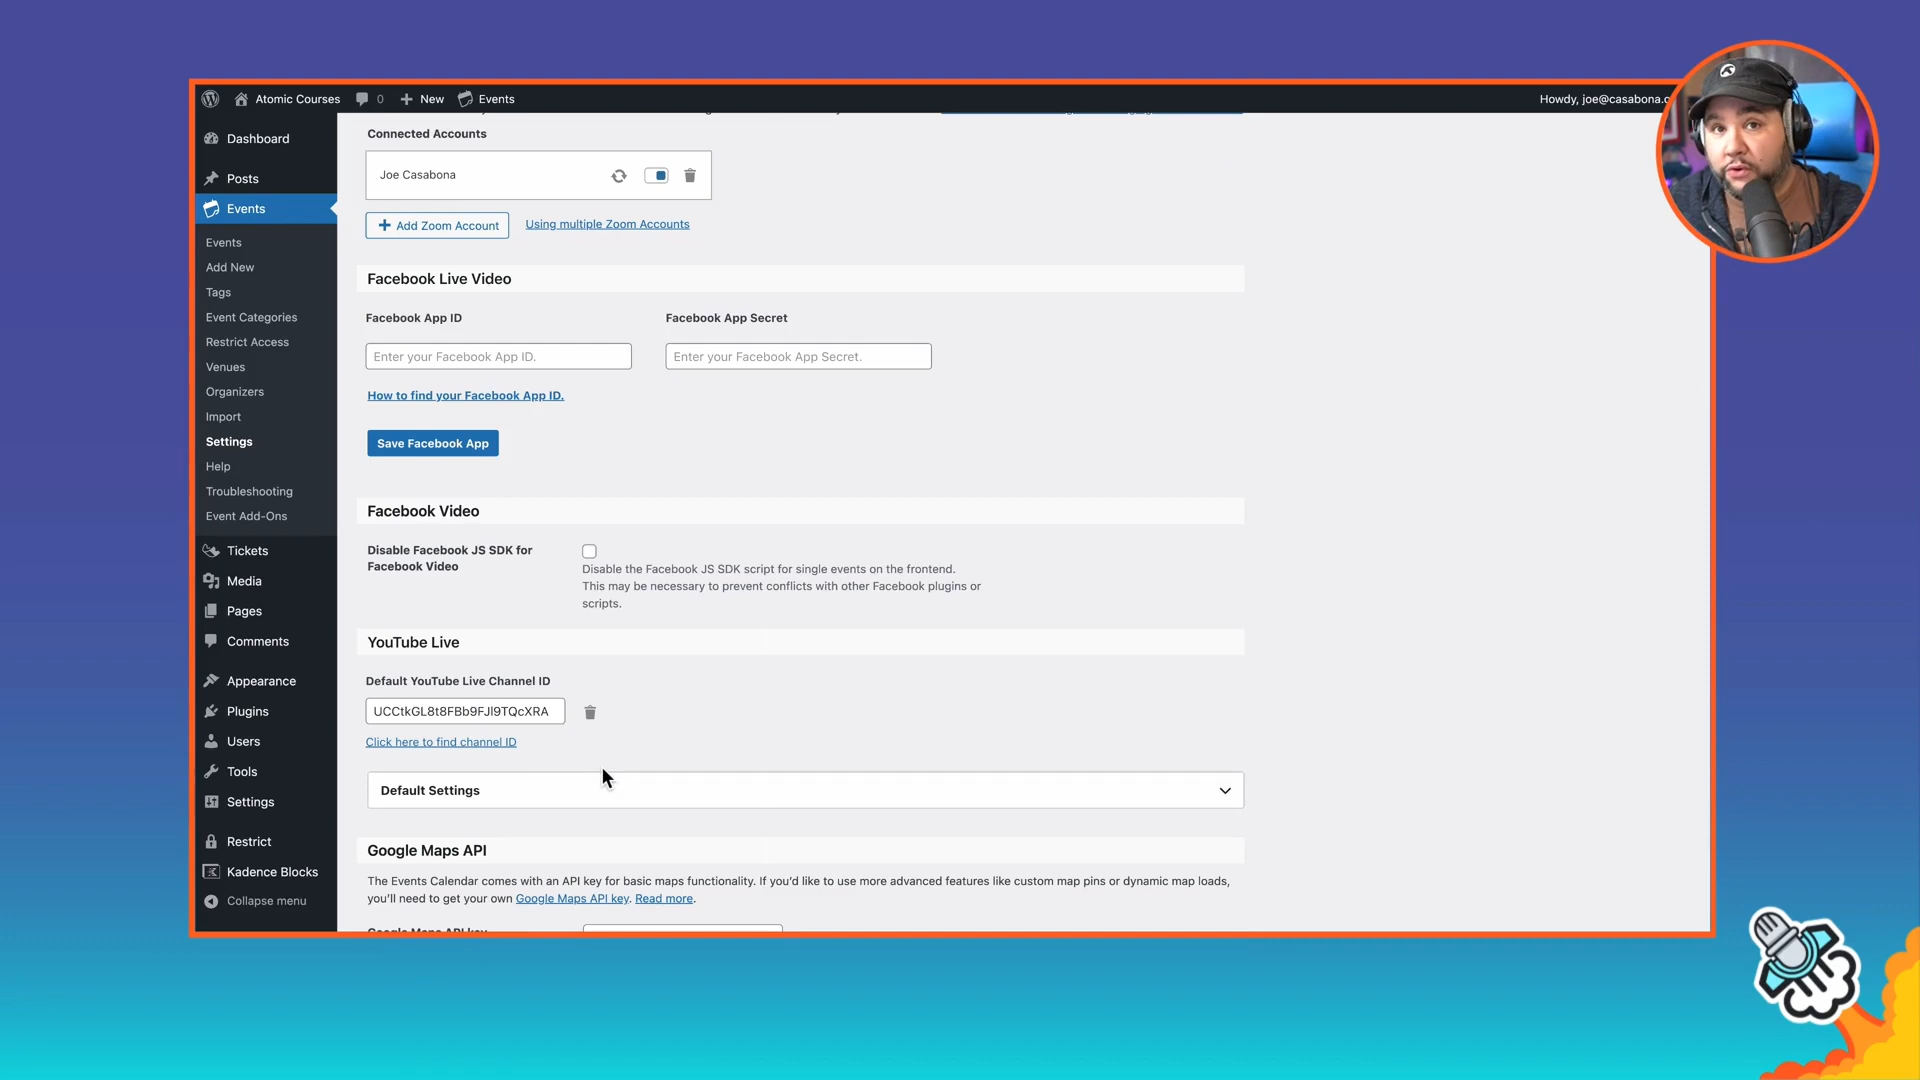 Atomic Courses
0
New
Events
Howdy, joe@casabona.c
Dashboard
Posts
Events
Events
Add New
Tags
Event Categories
Restrict Access
Venues
Organizers
Import
Settings
Help
Troubleshooting
Event Add-Ons
Tickets
Media
Pages
Comments
Appearance
Plugins
Users
Tools
Settings
Restrict
Kadence Blocks
Collapse menu
Connected Accounts
Joe Casabona
Add Zoom Account
Using multiple Zoom Accounts
Facebook Live Video
Facebook App ID
Facebook App Secret
Enter your Facebook App ID.
Enter your Facebook App Secret.
How to find your Facebook App ID.
Save Facebook App
Facebook Video
Disable Facebook JS SDK for
Facebook Video
Disable the Facebook JS SDK script for single events on the frontend.
This may be necessary to prevent conflicts with other Facebook plugins or
scripts.
YouTube Live
Default YouTube Live Channel ID
UCCtkGL8t8FBb9FJl9TQcXRA
Click here to find channel ID
Default Settings
Google Maps API
The Events Calendar comes with an API key for basic maps functionality. If you'd like to use more advanced features like custom map pins or dynamic map loads,
you'll need to get your own Google Maps API key. Read more.
Google Maps API key